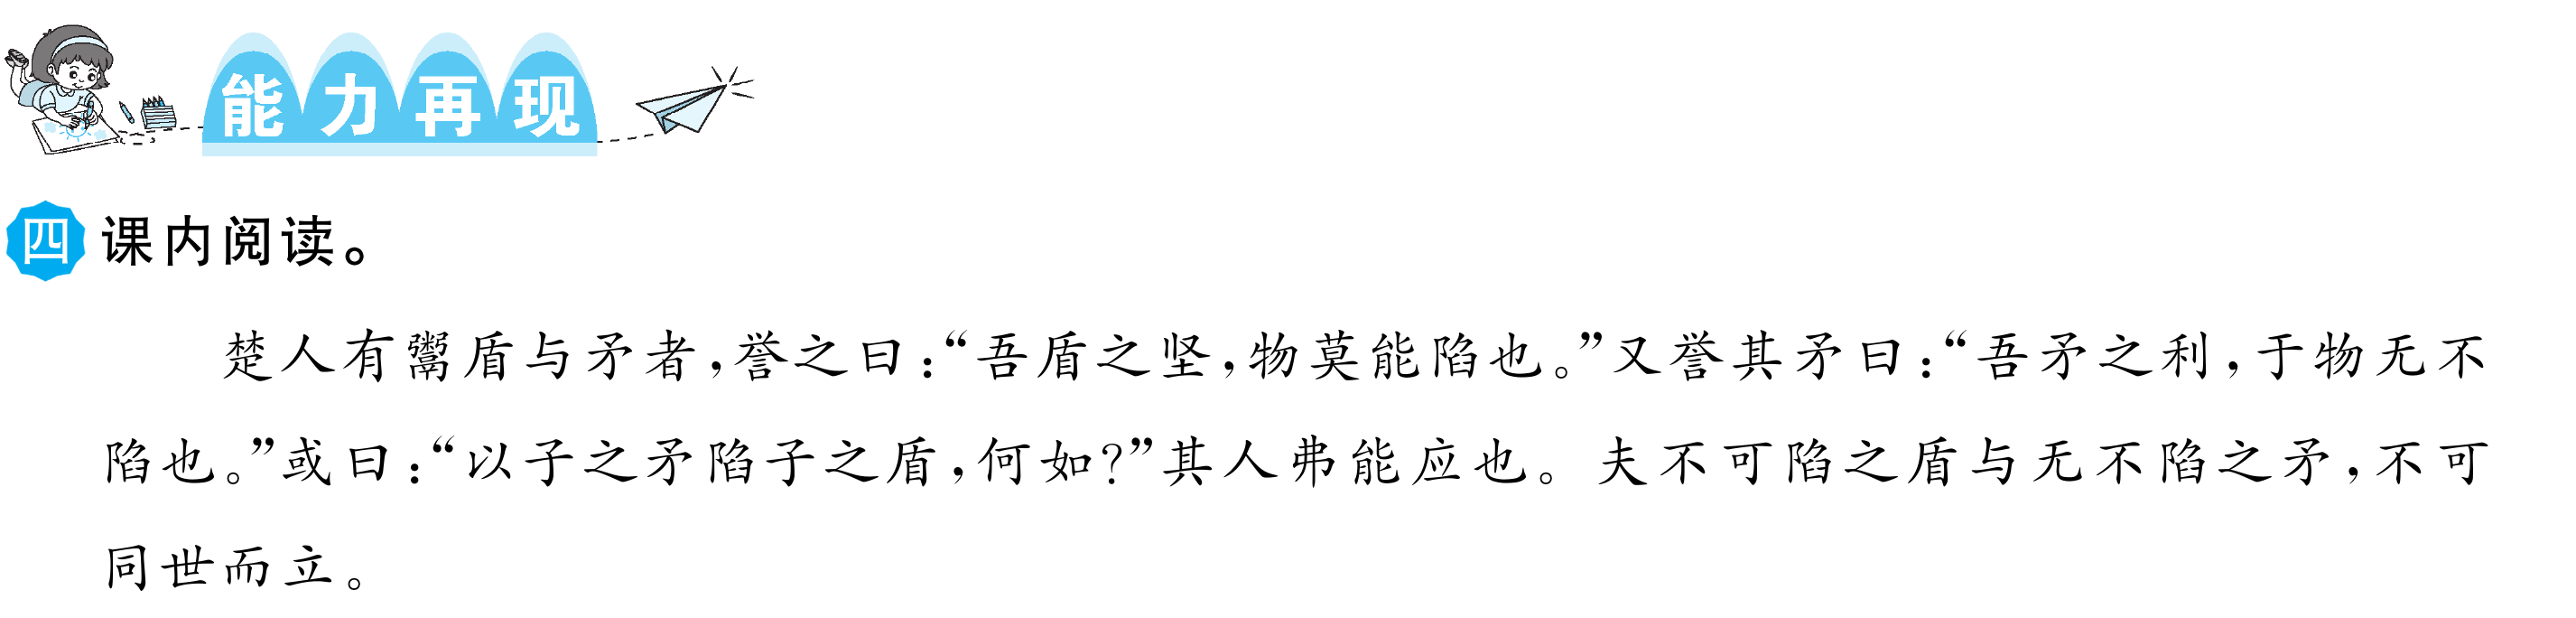 能力再现
四 课内阅读。
楚人有鬻盾与矛者,誉之曰:“吾盾之坚,物莫能陷也。”又誉其矛曰:“吾矛之利,于物无不
陷也。”或曰:“以子之矛陷子之盾,何如?”其人弗能应也。夫不可陷之盾与无不陷之矛,不可
同世而立。